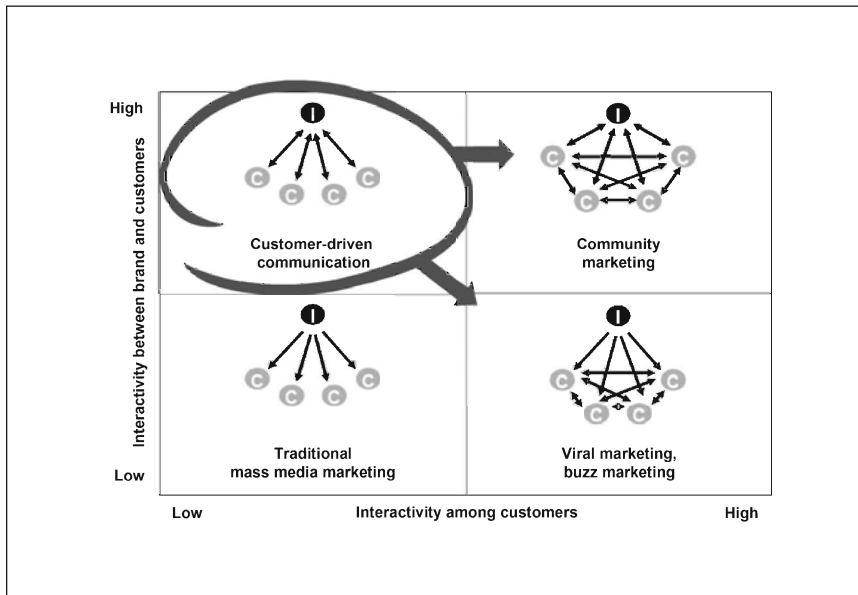 High
Interactivity between brand and customers
Low
I
C
C
C
C
Customer-driven
communication
I
C
C
C
C
Community
marketing
I
C
C
C
C
Traditional
mass media marketing
I
C
C
C
C
Viral marketing,
buzz marketing
Low
Interactivity among customers
High